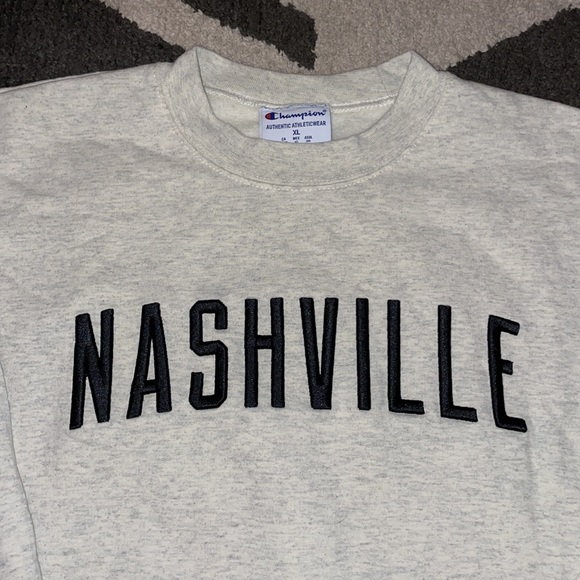 Champion
AUTHENTIC ATHLETICWEAR
XL
NASHVILLE